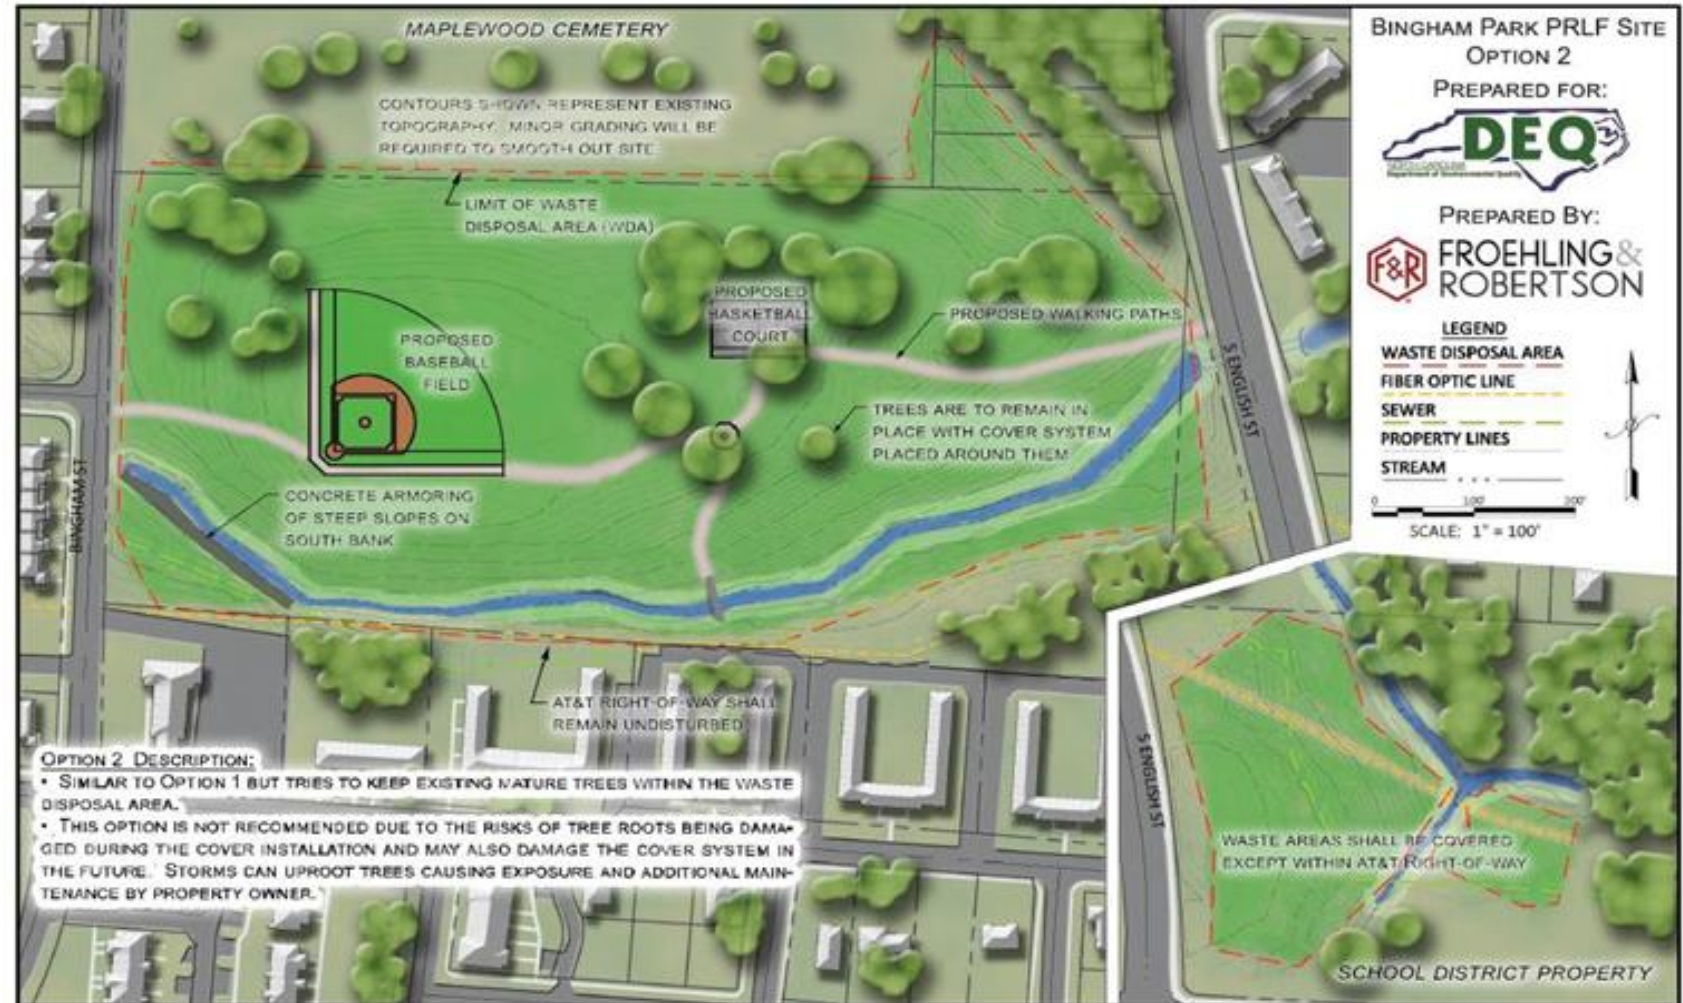 MAPLEWOOD CEMETERY
CONTOURS SHOWN REPRESENT EXISTING
TOPOGRAPHY. MINOR GRADING WILL BE
REQUIRED TO SMOOTH OUT SITE
LIMIT OF WASTE
DISPOSAL AREA (WDA)
PROPOSED
BASKETBALL
COURT
PROPOSED WALKING PATHS
PROPOSED
BASEBALL
FIELD
TREES ARE TO REMAIN IN
PLACE WITH COVER SYSTEM
PLACED AROUND THEM
CONCRETE ARMORING
OF STEEP SLOPES ON
SOUTH BANK
BINGHAM ST
S ENGLISH ST
AT&T RIGHT-OF-WAY SHALL
REMAIN UNDISTURBED
OPTION 2 DESCRIPTION:
• SIMILAR TO OPTION 1 BUT TRIES TO KEEP EXISTING MATURE TREES WITHIN THE WASTE
DISPOSAL AREA.
• THIS OPTION IS NOT RECOMMENDED DUE TO THE RISKS OF TREE ROOTS BEING DAMA-
GED DURING THE COVER INSTALLATION AND MAY ALSO DAMAGE THE COVER SYSTEM IN
THE FUTURE. STORMS CAN UPROOT TREES CAUSING EXPOSURE AND ADDITIONAL MAIN-
TENANCE BY PROPERTY OWNER.
BINGHAM PARK PRLF SITE
OPTION 2
PREPARED FOR:
DEQ
NORTH CAROLINA
Department of Environmental Quality
PREPARED BY:
F&R
FROEHLING &
ROBERTSON
LEGEND
WASTE DISPOSAL AREA
FIBER OPTIC LINE
SEWER
PROPERTY LINES
STREAM
0 100' 200'
SCALE: 1" = 100'
S ENGLISH ST
WASTE AREAS SHALL BE COVERED
EXCEPT WITHIN AT&T RIGHT-OF-WAY
SCHOOL DISTRICT PROPERTY